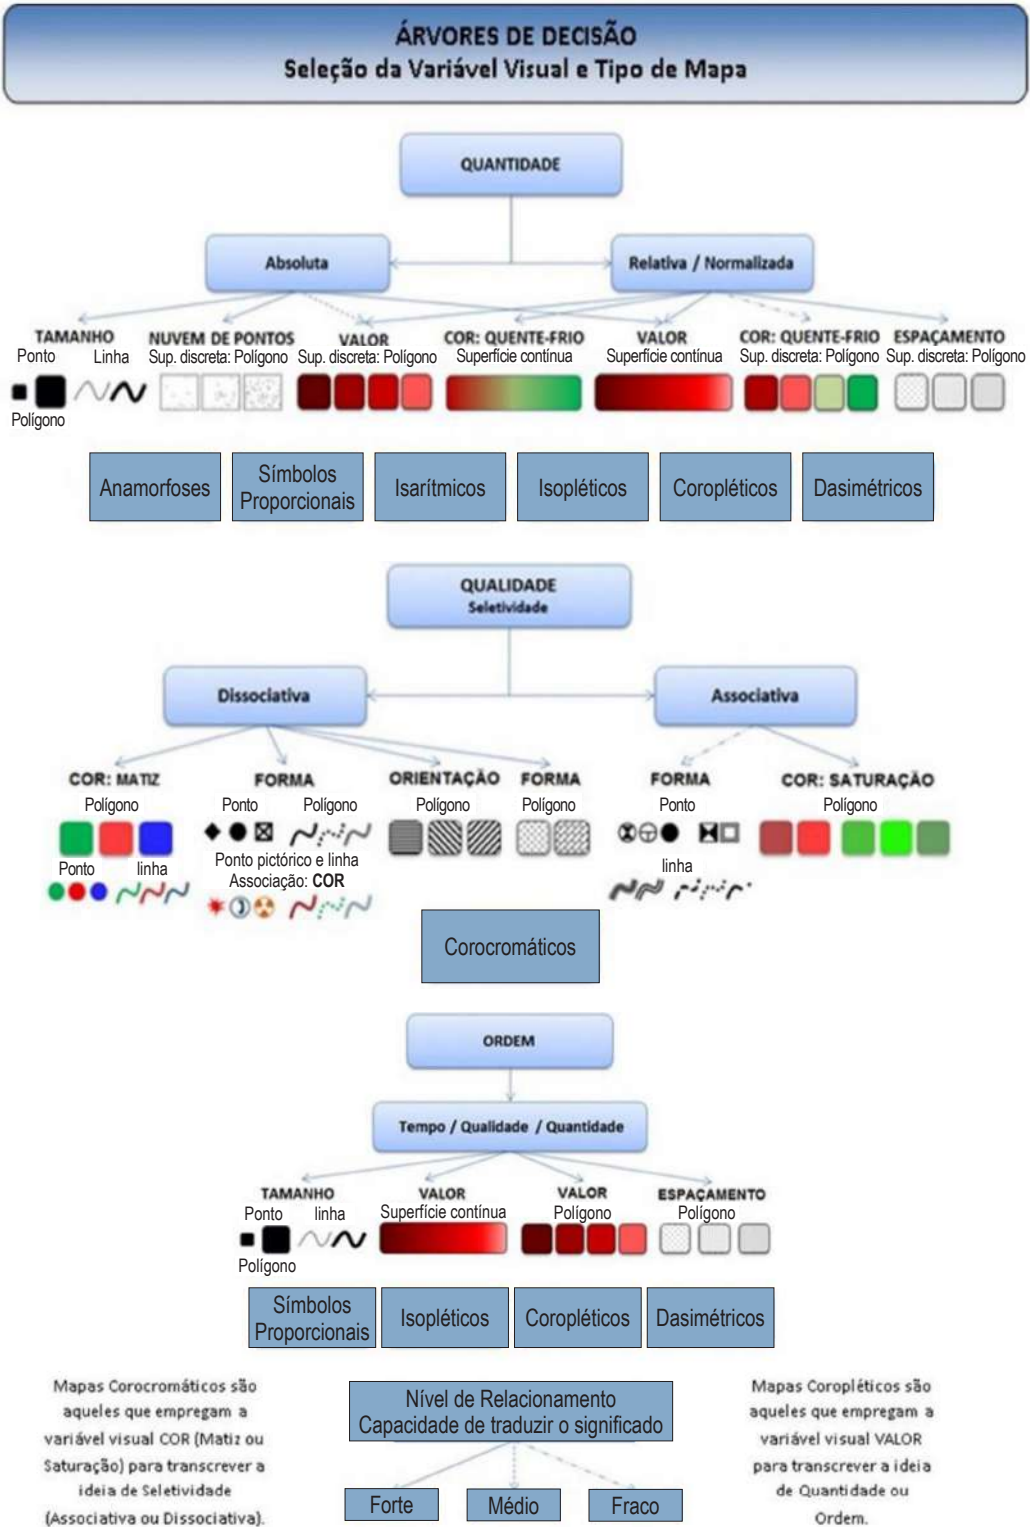 ÁRVORES DE DECISÃO
Seleção da Variável Visual e Tipo de Mapa
QUANTIDADE
Absoluta
Relativa / Normalizada
TAMANHO
Ponto Linha
Polígono
NUVEM DE PONTOS
Sup. discreta: Polígono
VALOR
Sup. discreta: Polígono
COR: QUENTE-FRIO
Superfície contínua
VALOR
Superfície contínua
COR: QUENTE-FRIO
Sup. discreta: Polígono
ESPAÇAMENTO
Sup. discreta: Polígono
Anamorfoses
Símbolos
Proporcionais
Isarítmicos
Isopléticos
Coropléticos
Dasimétricos
QUALIDADE
Seletividade
Dissociativa
Associativa
COR: MATIZ
Polígono
Ponto linha
FORMA
Ponto Polígono
Ponto pictórico e linha
Associação: COR
ORIENTAÇÃO
Polígono
FORMA
Polígono
FORMA
Ponto
linha
COR: SATURAÇÃO
Polígono
Corocromáticos
ORDEM
Tempo / Qualidade / Quantidade
TAMANHO
Ponto linha
Polígono
VALOR
Superfície contínua
VALOR
Polígono
ESPAÇAMENTO
Polígono
Símbolos
Proporcionais
Isopléticos
Coropléticos
Dasimétricos
Mapas Corocromáticos são
aqueles que empregam a
variável visual COR (Matiz ou
Saturação) para transcrever a
ideia de Seletividade
(Associativa ou Dissociativa).
Nível de Relacionamento
Capacidade de traduzir o significado
Forte
Médio
Fraco
Mapas Coropléticos são
aqueles que empregam a
variável visual VALOR
para transcrever a ideia
de Quantidade ou
Ordem.